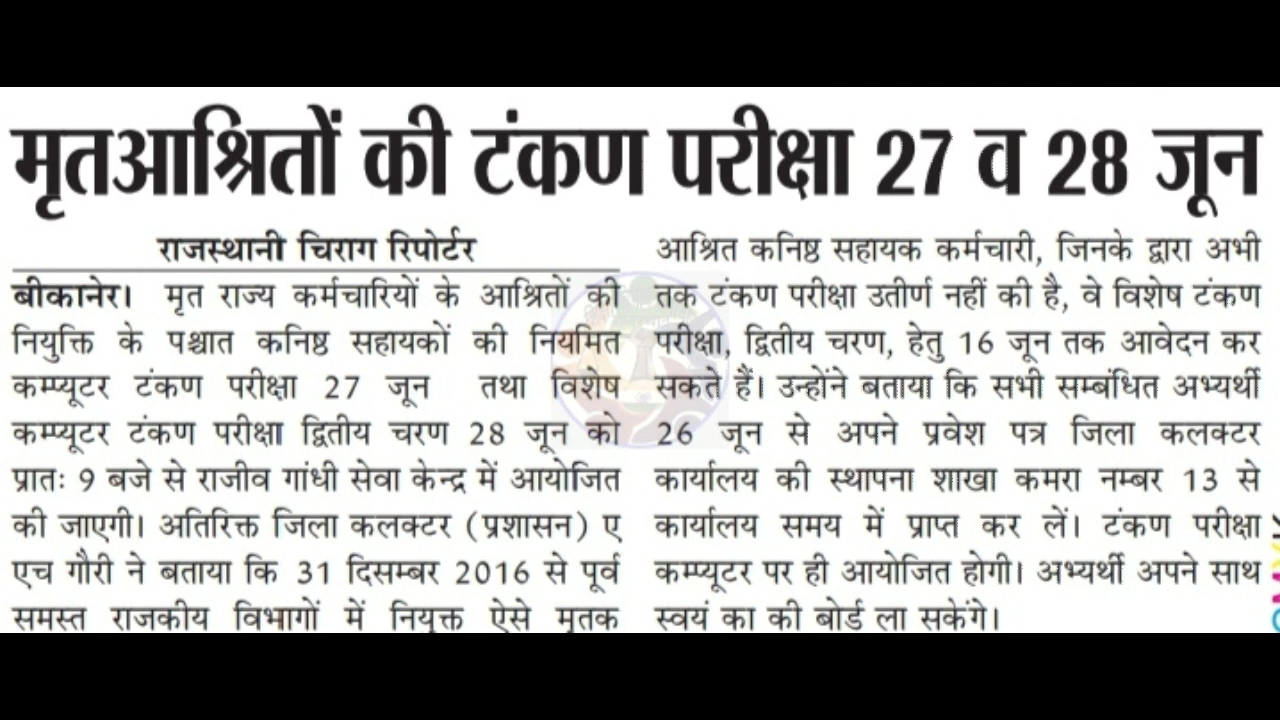 मृतआश्रितों की टंकण परीक्षा 27 व 28 जून
राजस्थानी चिराग रिपोर्टर
बीकानेर। मृत राज्य कर्मचारियों के आश्रितों की
नियुक्ति के पश्चात कनिष्ठ सहायकों की नियमित
कम्प्यूटर टंकण परीक्षा 27 जून तथा विशेष
कम्प्यूटर टंकण परीक्षा द्वितीय चरण 28 जून को
प्रातः 9 बजे से राजीव गांधी सेवा केन्द्र में आयोजित
की जाएगी। अतिरिक्त जिला कलक्टर (प्रशासन) ए
एच गौरी ने बताया कि 31 दिसम्बर 2016 से पूर्व
समस्त राजकीय विभागों में नियुक्त ऐसे मृतक
आश्रित कनिष्ठ सहायक कर्मचारी, जिनके द्वारा अभी
तक टंकण परीक्षा उतीर्ण नहीं की है, वे विशेष टंकण
परीक्षा, द्वितीय चरण, हेतु 16 जून तक आवेदन कर
सकते हैं। उन्होंने बताया कि सभी सम्बंधित अभ्यर्थी
26 जून से अपने प्रवेश पत्र जिला कलक्टर
कार्यालय की स्थापना शाखा कमरा नम्बर 13 से
कार्यालय समय में प्राप्त कर लें। टंकण परीक्षा
कम्प्यूटर पर ही आयोजित होगी। अभ्यर्थी अपने साथ
स्वयं का की बोर्ड ला सकेंगे।